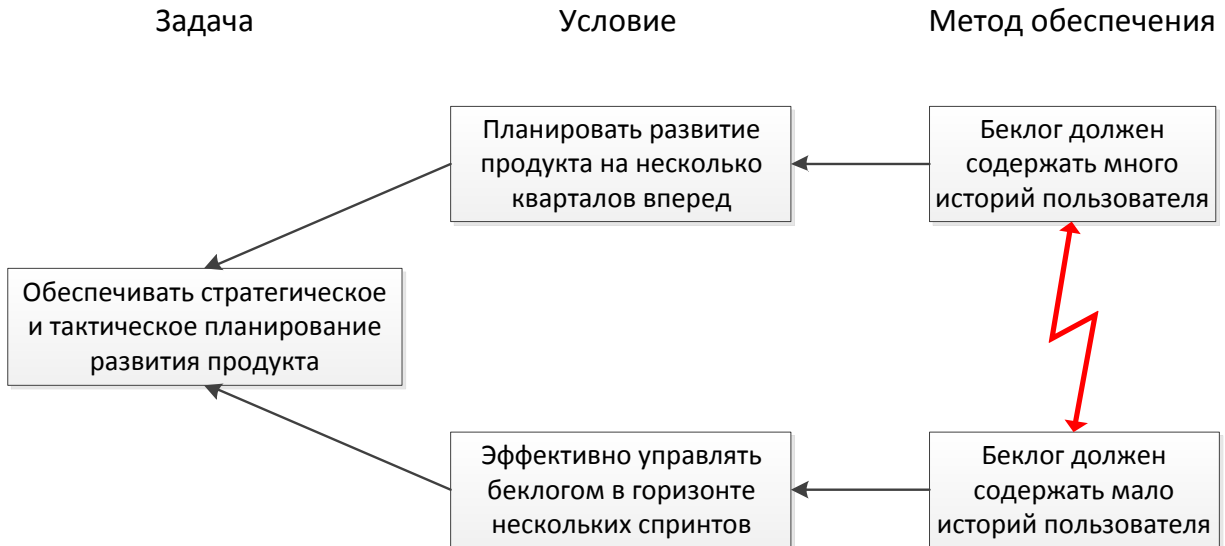 Задача
Условие
Метод обеспечения
Планировать развитие
продукта на несколько
кварталов вперед
Беклог должен
содержать много
историй пользователя
Обеспечивать стратегическое
и тактическое планирование
развития продукта
Эффективно управлять
беклогом в горизонте
нескольких спринтов
Беклог должен
содержать мало
историй пользователя